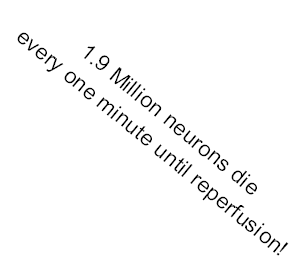 1.9 Million neurons die
every one minute until reperfusion!